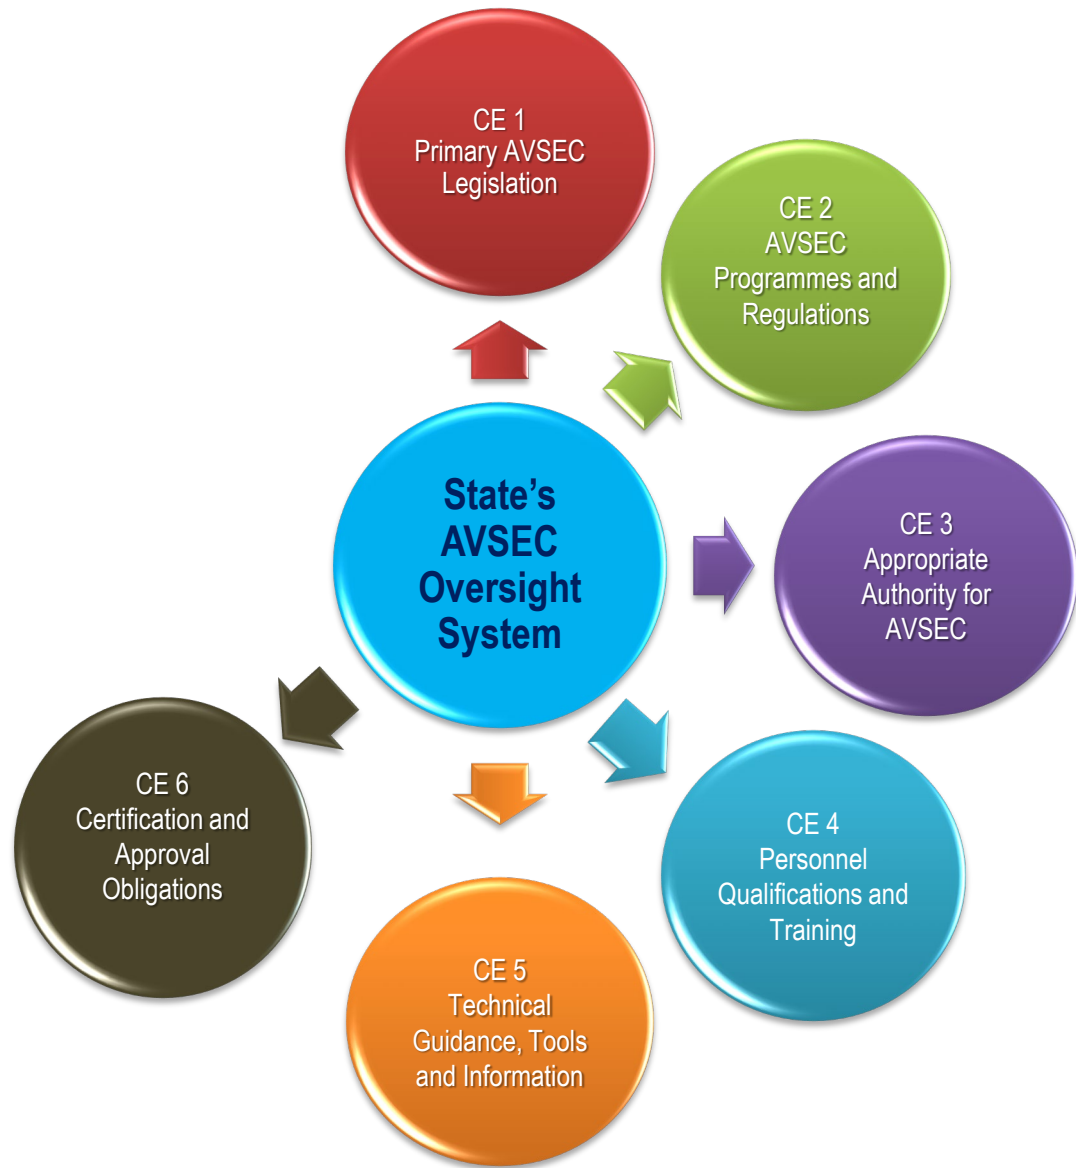 CE 1
Primary AVSEC
Legislation
CE 2
AVSEC
Programmes and
Regulations
State's
AVSEC
Oversight
System
CE 3
Appropriate
Authority for
AVSEC
CE 4
Personnel
Qualifications and
Training
CE 5
Technical
Guidance, Tools
and Information
CE 6
Certification and
Approval
Obligations